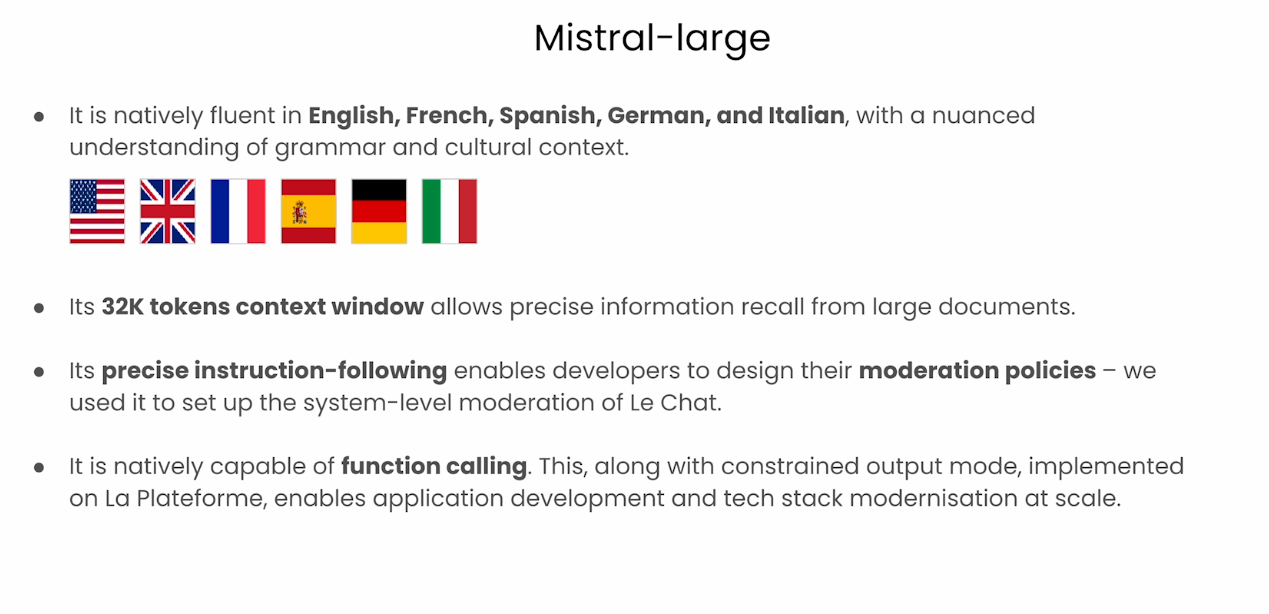 Mistral-large
● It is natively fluent in English, French, Spanish, German, and Italian, with a nuanced
understanding of grammar and cultural context.
● Its 32K tokens context window allows precise information recall from large documents.
● Its precise instruction-following enables developers to design their moderation policies – we
used it to set up the system-level moderation of Le Chat.
● It is natively capable of function calling. This, along with constrained output mode, implemented
on La Plateforme, enables application development and tech stack modernisation at scale.